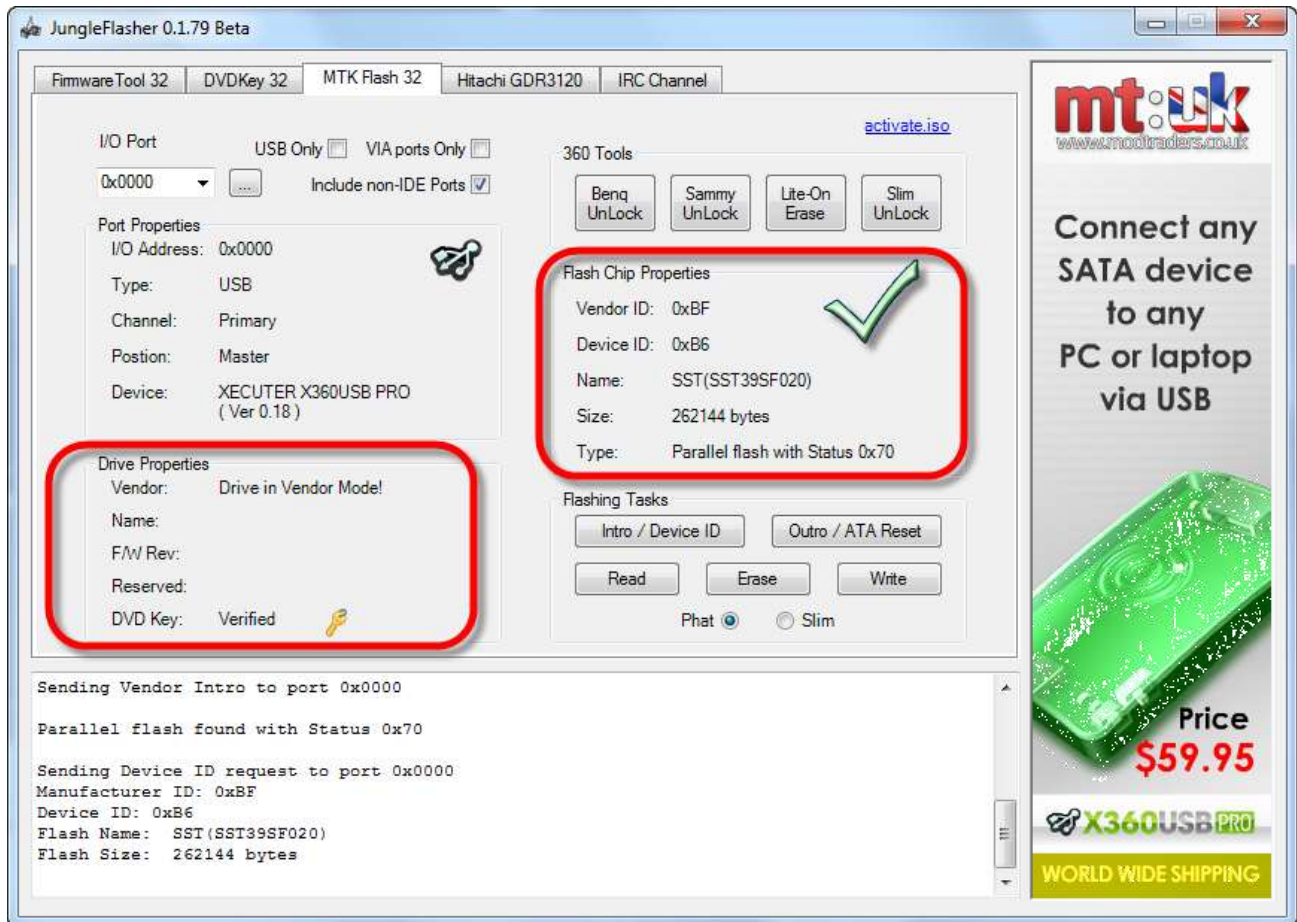 JungleFlasher 0.1.79 Beta
FirmwareTool 32
DVDKey 32
MTK Flash 32
Hitachi GDR3120
IRC Channel
activate.iso
I/O Port
USB Only
VIA ports Only
0x0000
...
Include non-IDE Ports
Port Properties
I/O Address: 0x0000
Type: USB
Channel: Primary
Postion: Master
Device: XECUTER X360USB PRO
( Ver 0.18 )
Drive Properties
Vendor: Drive in Vendor Mode!
Name:
F/W Rev:
Reserved:
DVD Key: Verified
360 Tools
Benq
UnLock
Sammy
UnLock
Lite-On
Erase
Slim
UnLock
Flash Chip Properties
Vendor ID: 0xBF
Device ID: 0xB6
Name: SST(SST39SF020)
Size: 262144 bytes
Type: Parallel flash with Status 0x70
Flashing Tasks
Intro / Device ID
Outro / ATA Reset
Read
Erase
Write
Phat
Slim
Sending Vendor Intro to port 0x0000
Parallel flash found with Status 0x70
Sending Device ID request to port 0x0000
Manufacturer ID: 0xBF
Device ID: 0xB6
Flash Name: SST(SST39SF020)
Flash Size: 262144 bytes
mt:uk
www.modtraders.co.uk
Connect any
SATA device
to any
PC or laptop
via USB
Price
$59.95
X360USB PRO
WORLD WIDE SHIPPING